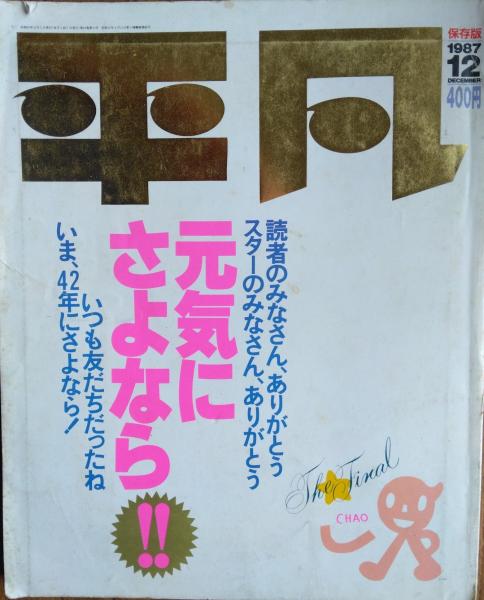 平凡
保存版
1987
12
DECEMBER
400円
読者のみなさん、ありがとう
スターのみなさん、ありがとう
元気に
さよなら
!!
いつも友だちだったね
いま、42年にさよなら!
The Final
CHAO